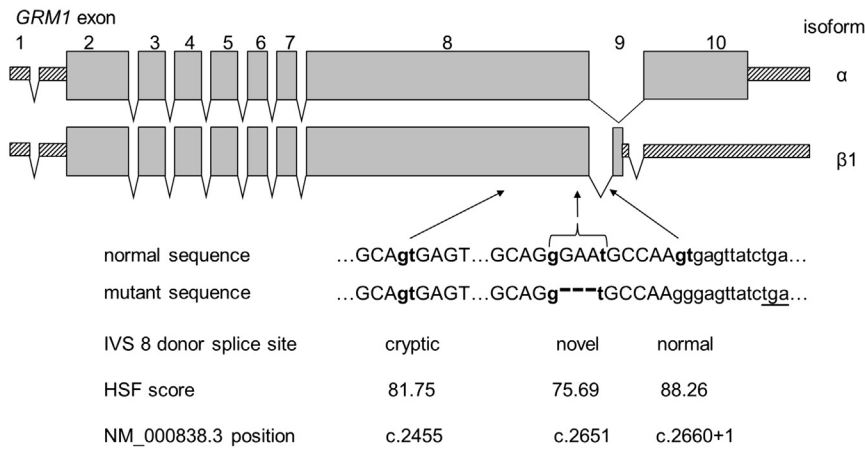 GRM1 exon
isoform
1 2 3 4 5 6 7 8 9 10
α
β1
normal sequence …GCAgtGAGT…GCAGgGAAtGCCAAgtgagttatctga…
mutant sequence …GCAgtGAGT…GCAGg---tGCCAAgggagttatctga…
IVS 8 donor splice site cryptic novel normal
HSF score 81.75 75.69 88.26
NM_000838.3 position c.2455 c.2651 c.2660+1